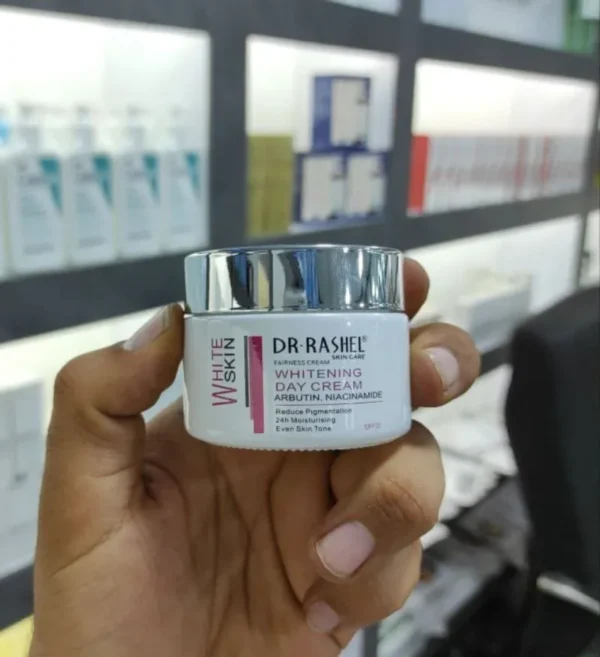 WHITE
SKIN
DR·RASHEL®
SKIN CARE
FAIRNESS CREAM
WHITENING
DAY CREAM
ARBUTIN, NIACINAMIDE
Reduce Pigmentation
24h Moisturising
Even Skin Tone